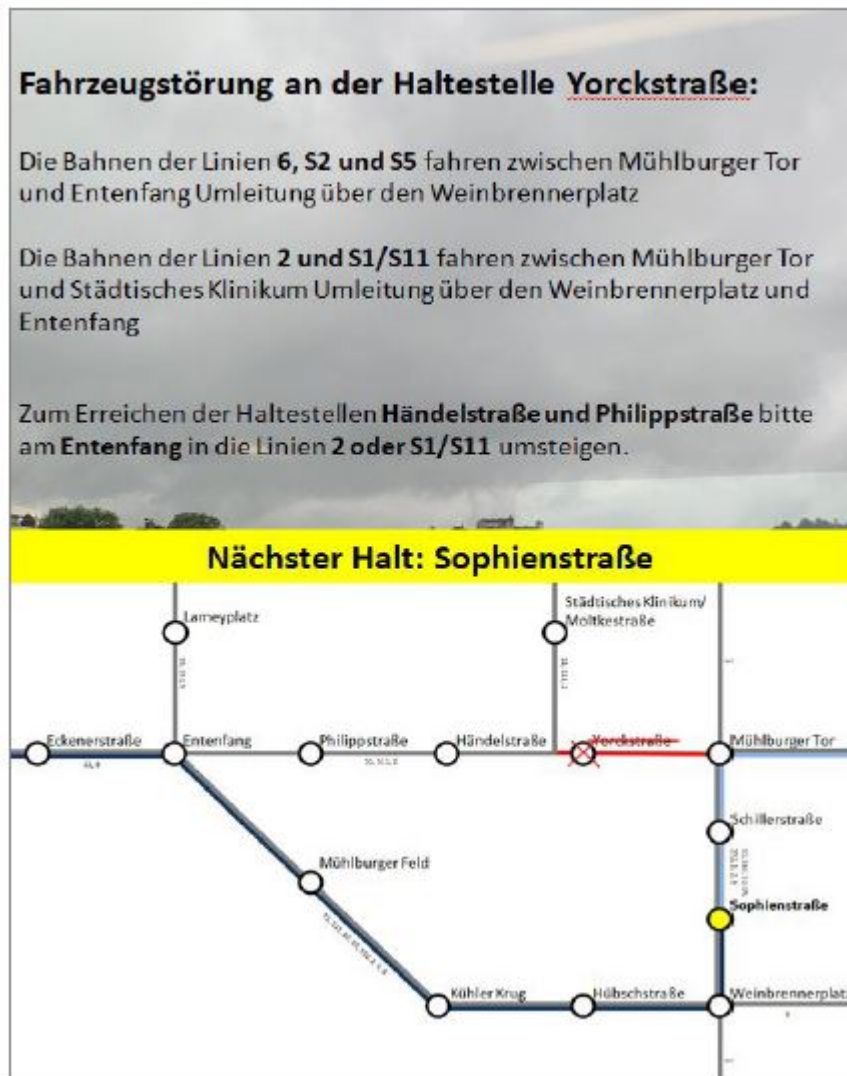 Fahrzeugstörung an der Haltestelle Yorckstraße:
Die Bahnen der Linien 6, S2 und S5 fahren zwischen Mühlburger Tor
und Entenfang Umleitung über den Weinbrennerplatz
Die Bahnen der Linien 2 und S1/S11 fahren zwischen Mühlburger Tor
und Städtisches Klinikum Umleitung über den Weinbrennerplatz und
Entenfang
Zum Erreichen der Haltestellen Händelstraße und Philippstraße bitte
am Entenfang in die Linien 2 oder S1/S11 umsteigen.
Nächster Halt: Sophienstraße
Lameyplatz
Städtisches Klinikum/
Moltkestraße
Eckenerstraße
Entenfang
Philippstraße
Händelstraße
Yorckstraße
Mühlburger Tor
Schillerstraße
Mühlburger Feld
Sophienstraße
Kühler Krug
Hübschstraße
Weinbrennerplatz